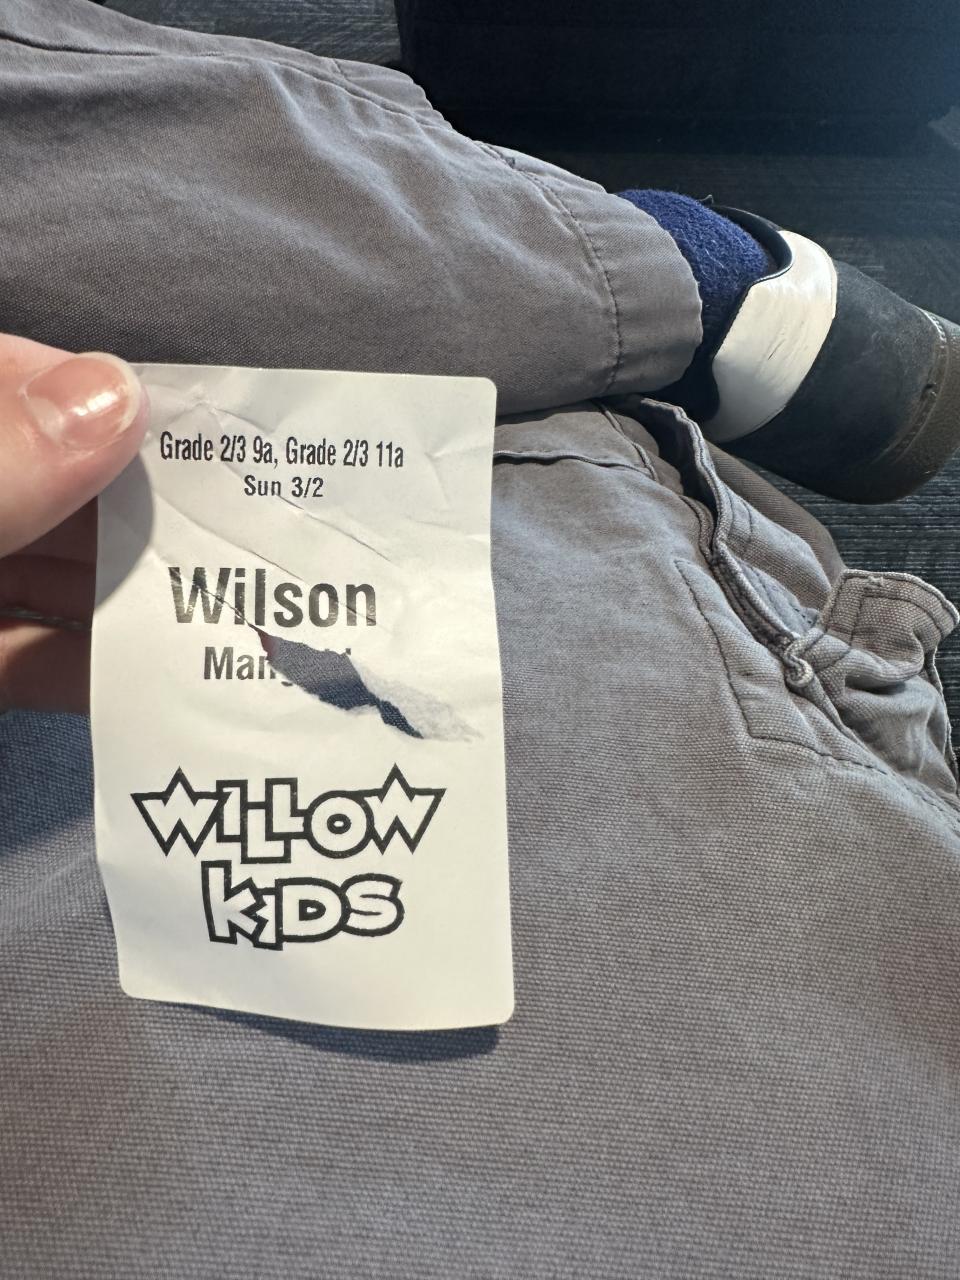 Grade 2/3 9a, Grade 2/3 11a
Sun 3/2
Wilson
WILLOW
KIDS